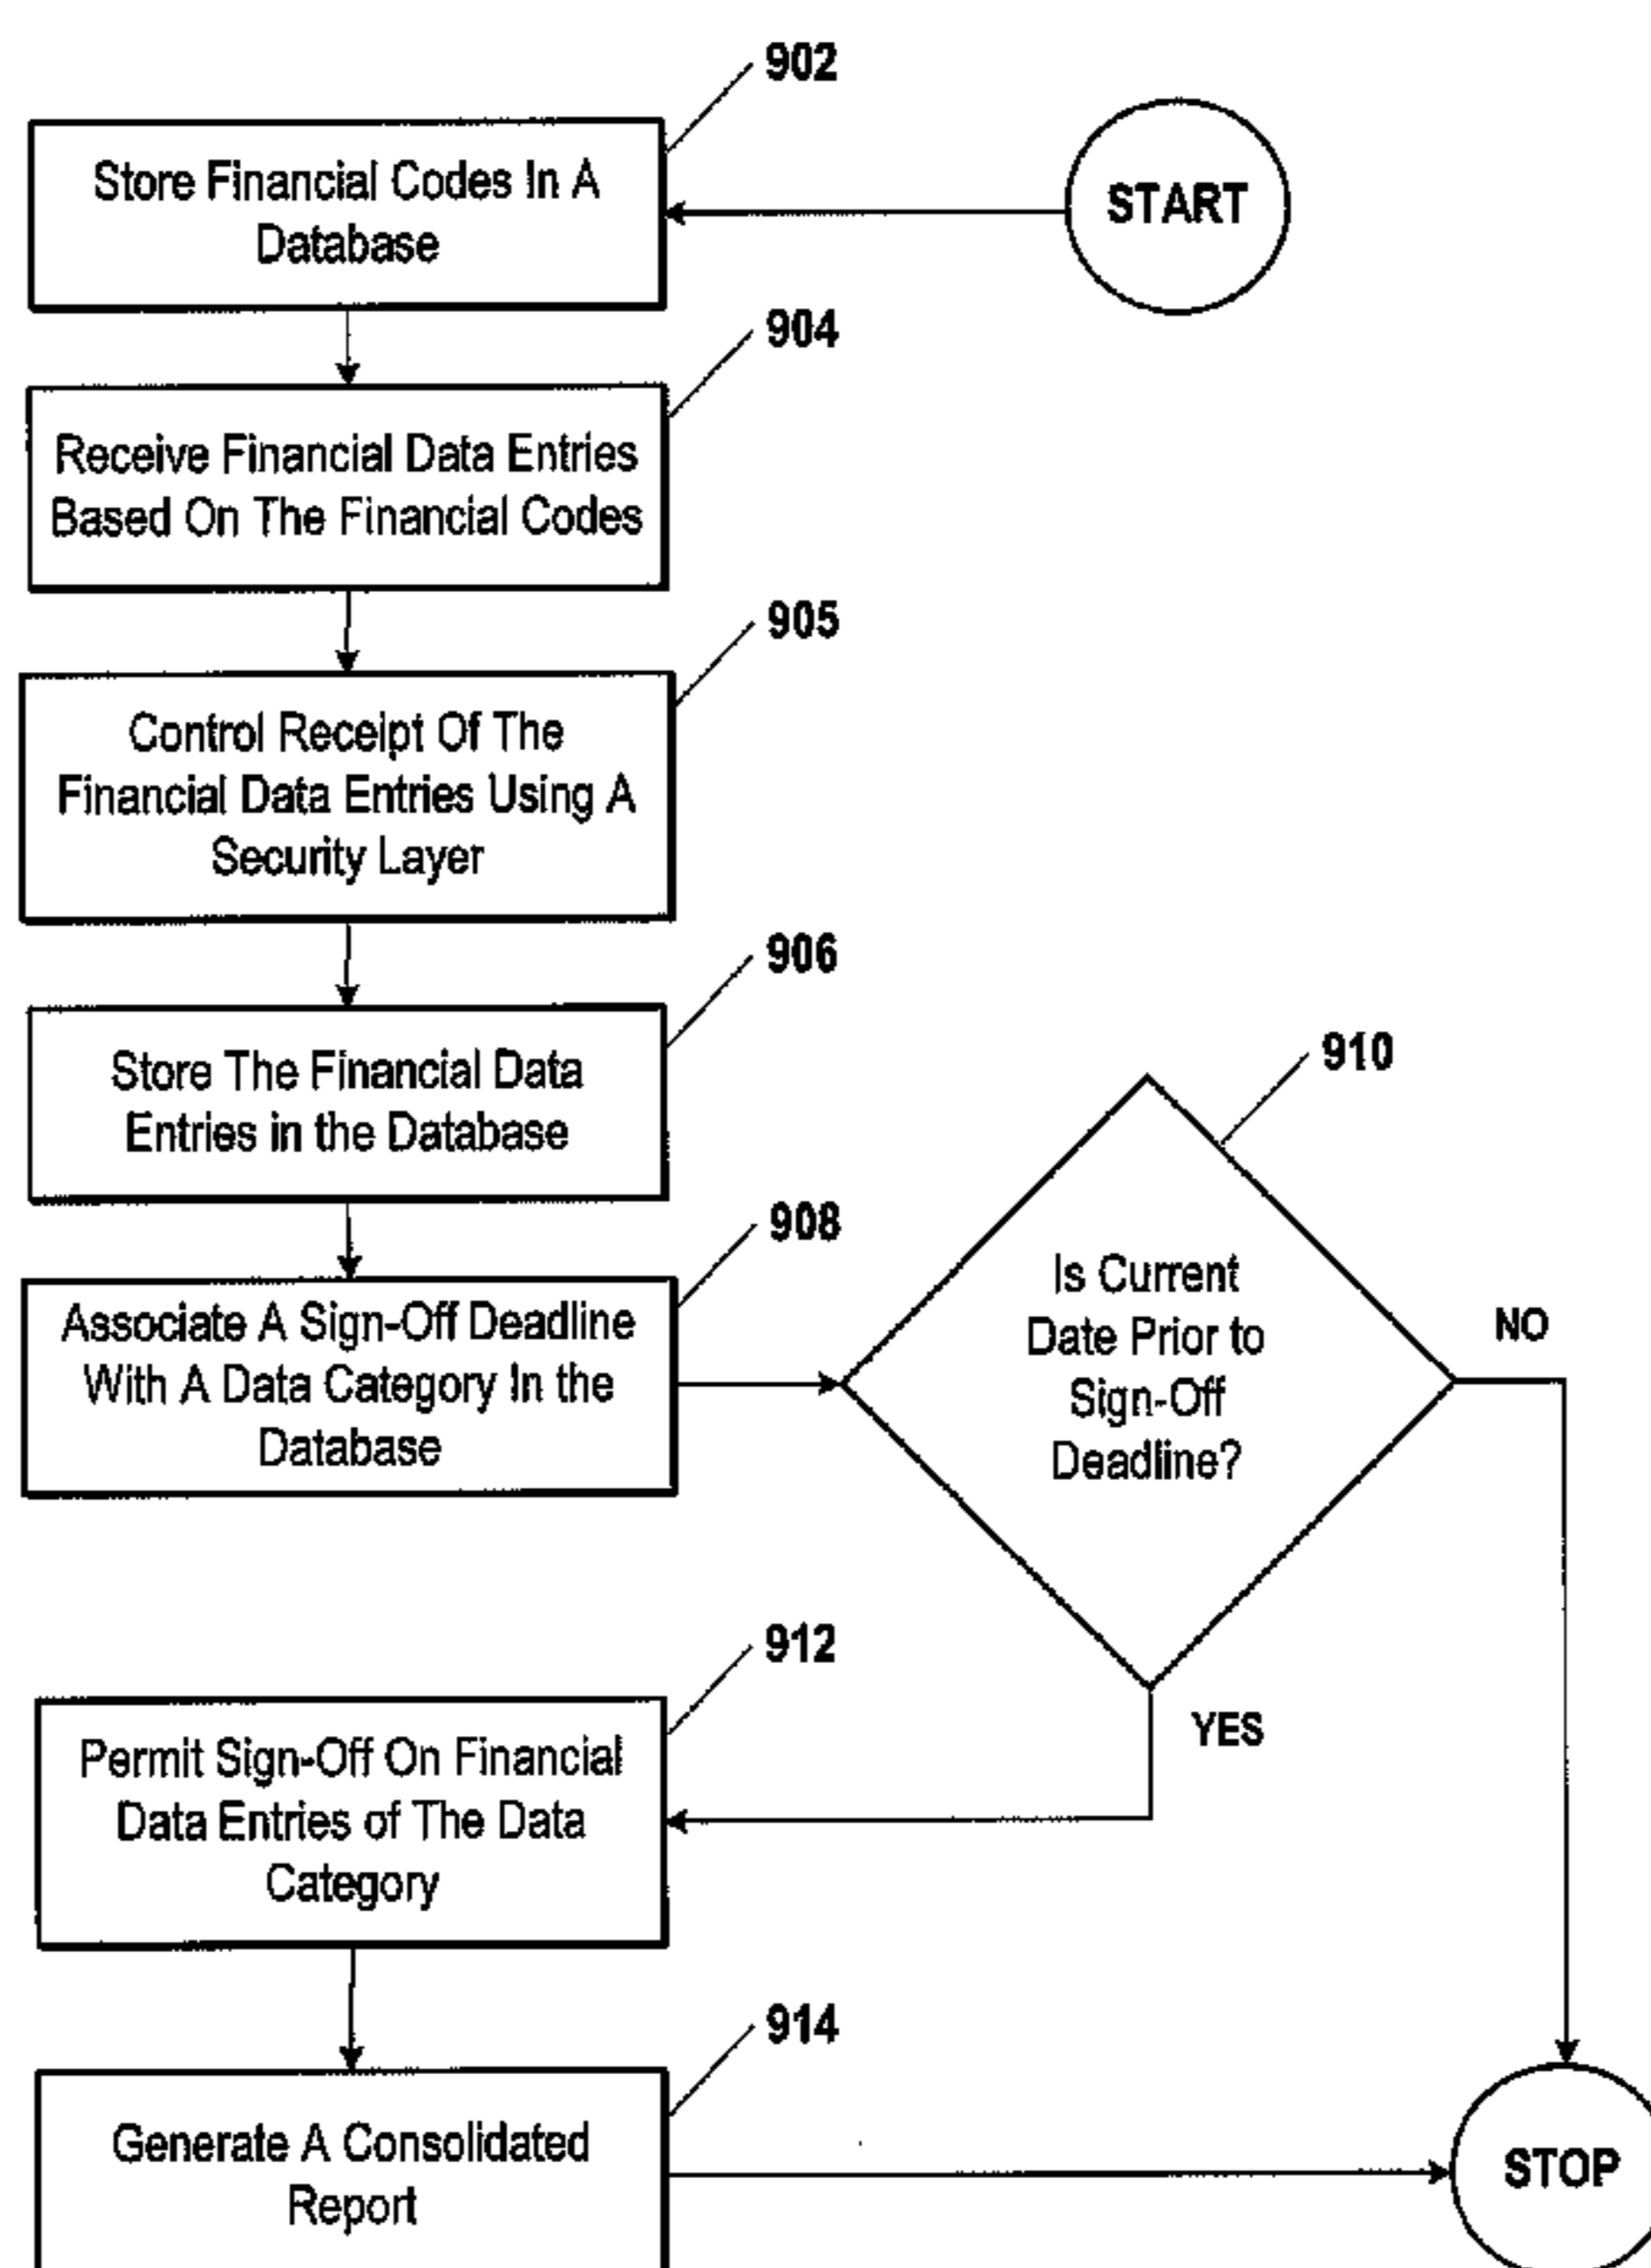 902
Store Financial Codes In A
Database
START
904
Receive Financial Data Entries
Based On The Financial Codes
905
Control Receipt Of The
Financial Data Entries Using A
Security Layer
906
Store The Financial Data
Entries in the Database
908
Associate A Sign-Off Deadline
With A Data Category In the
Database
910
Is Current
Date Prior to
Sign-Off
Deadline?
NO
YES
912
Permit Sign-Off On Financial
Data Entries of The Data
Category
914
Generate A Consolidated
Report
STOP